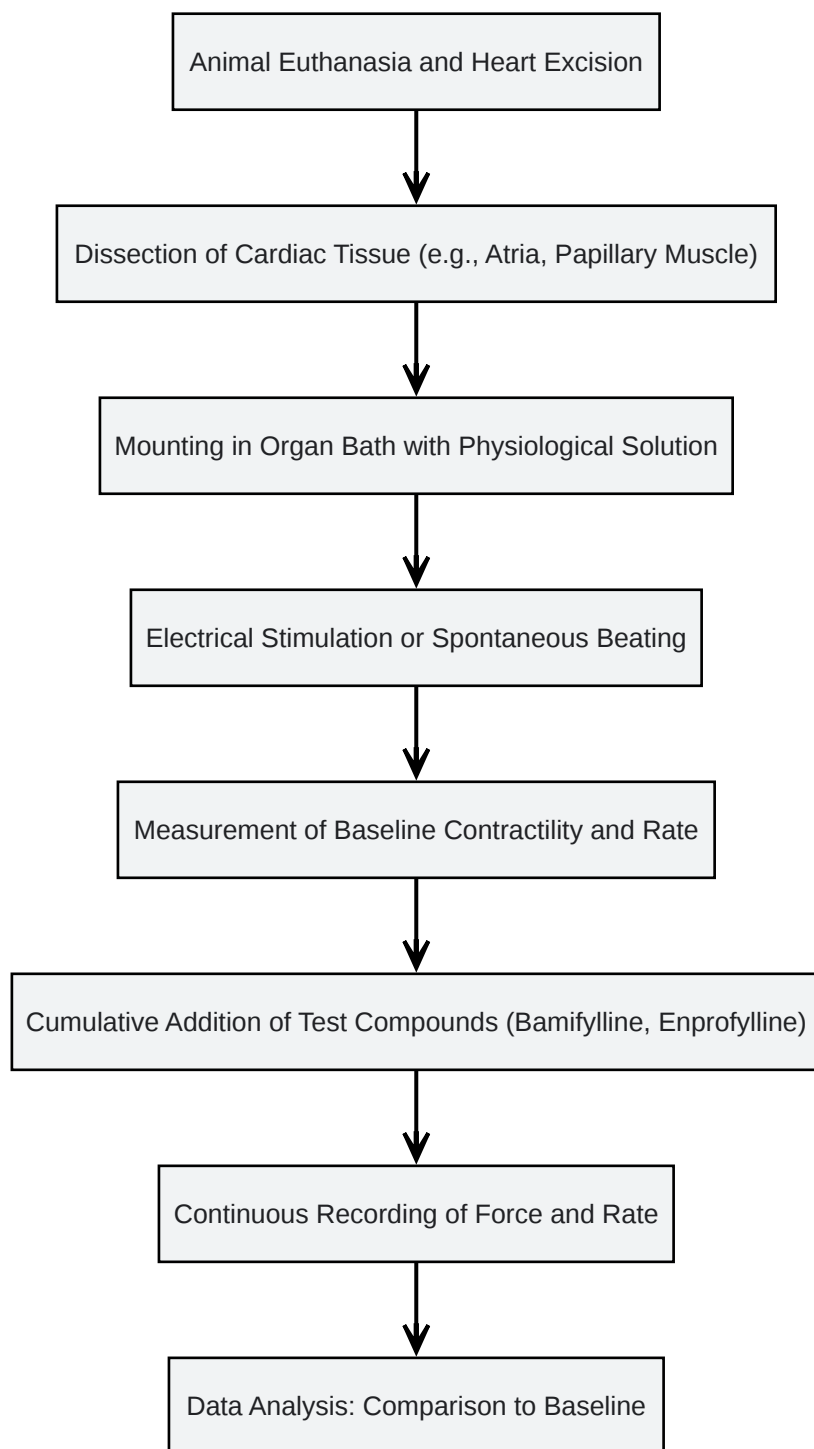 Animal Euthanasia and Heart Excision
Dissection of Cardiac Tissue (e.g., Atria, Papillary Muscle)
Mounting in Organ Bath with Physiological Solution
Electrical Stimulation or Spontaneous Beating
Measurement of Baseline Contractility and Rate
Cumulative Addition of Test Compounds (Bamifylline, Enprofylline)
Continuous Recording of Force and Rate
Data Analysis: Comparison to Baseline